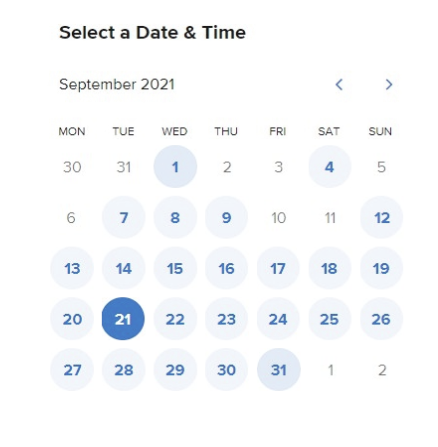 Select a Date & Time
September 2021
MON TUE WED THU FRI SAT SUN
30 31 1 2 3 4 5
6 7 8 9 10 11 12
13 14 15 16 17 18 19
20 21 22 23 24 25 26
27 28 29 30 31 1 2